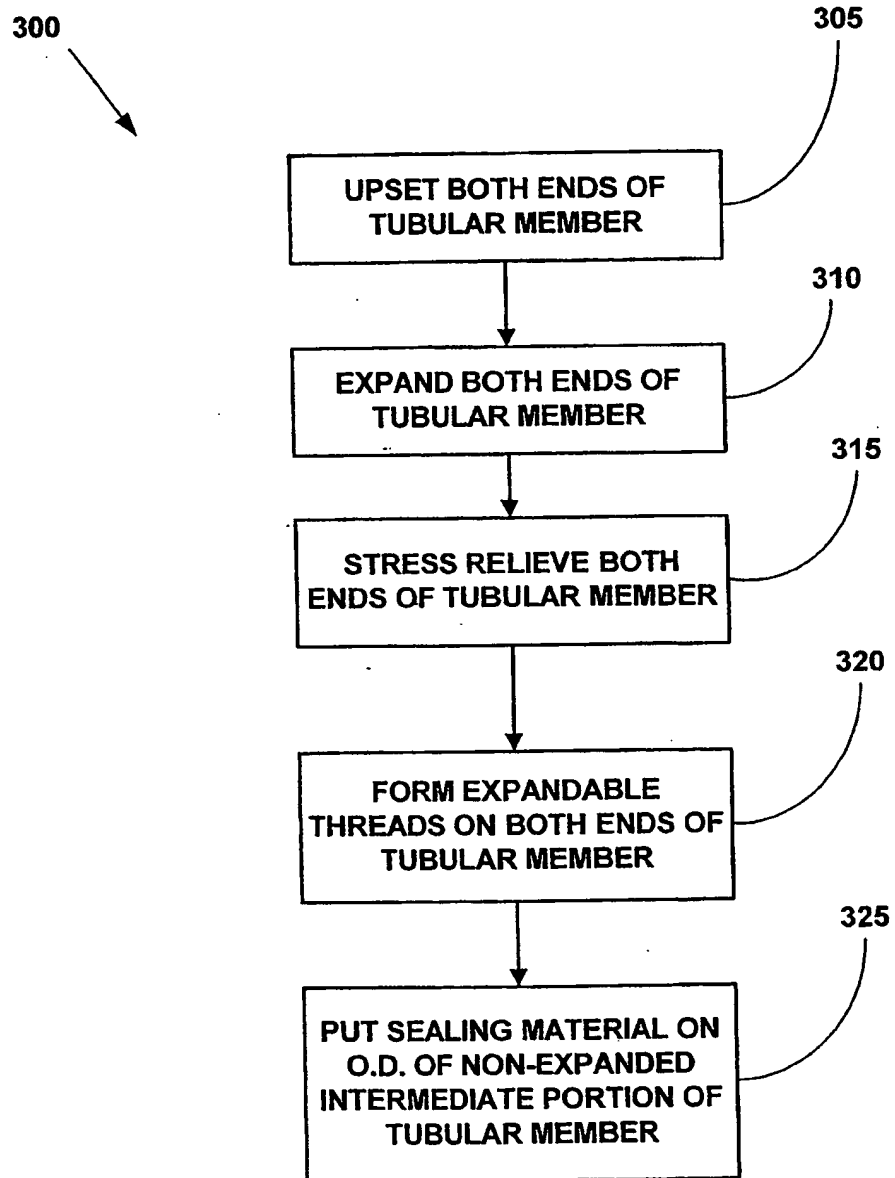 300
305
UPSET BOTH ENDS OF
TUBULAR MEMBER
310
EXPAND BOTH ENDS OF
TUBULAR MEMBER
315
STRESS RELIEVE BOTH
ENDS OF TUBULAR MEMBER
320
FORM EXPANDABLE
THREADS ON BOTH ENDS OF
TUBULAR MEMBER
325
PUT SEALING MATERIAL ON
O.D. OF NON-EXPANDED
INTERMEDIATE PORTION OF
TUBULAR MEMBER